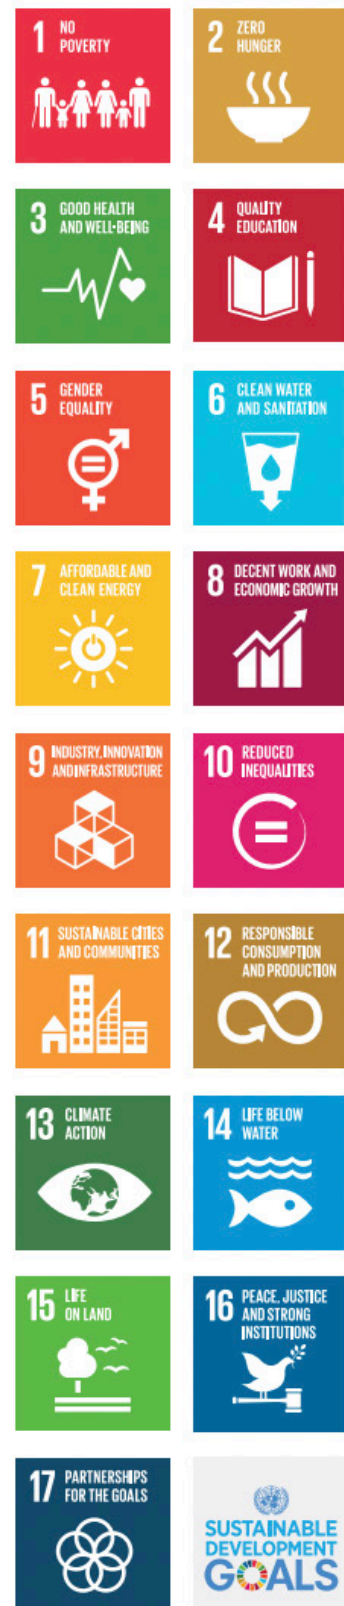 1 NO
POVERTY
2 ZERO
HUNGER
3 GOOD HEALTH
AND WELL-BEING
4 QUALITY
EDUCATION
5 GENDER
EQUALITY
6 CLEAN WATER
AND SANITATION
7 AFFORDABLE AND
CLEAN ENERGY
8 DECENT WORK AND
ECONOMIC GROWTH
9 INDUSTRY, INNOVATION
AND INFRASTRUCTURE
10 REDUCED
INEQUALITIES
11 SUSTAINABLE CITIES
AND COMMUNITIES
12 RESPONSIBLE
CONSUMPTION
AND PRODUCTION
13 CLIMATE
ACTION
14 LIFE BELOW
WATER
15 LIFE
ON LAND
16 PEACE, JUSTICE
AND STRONG
INSTITUTIONS
17 PARTNERSHIPS
FOR THE GOALS
SUSTAINABLE
DEVELOPMENT
GOALS